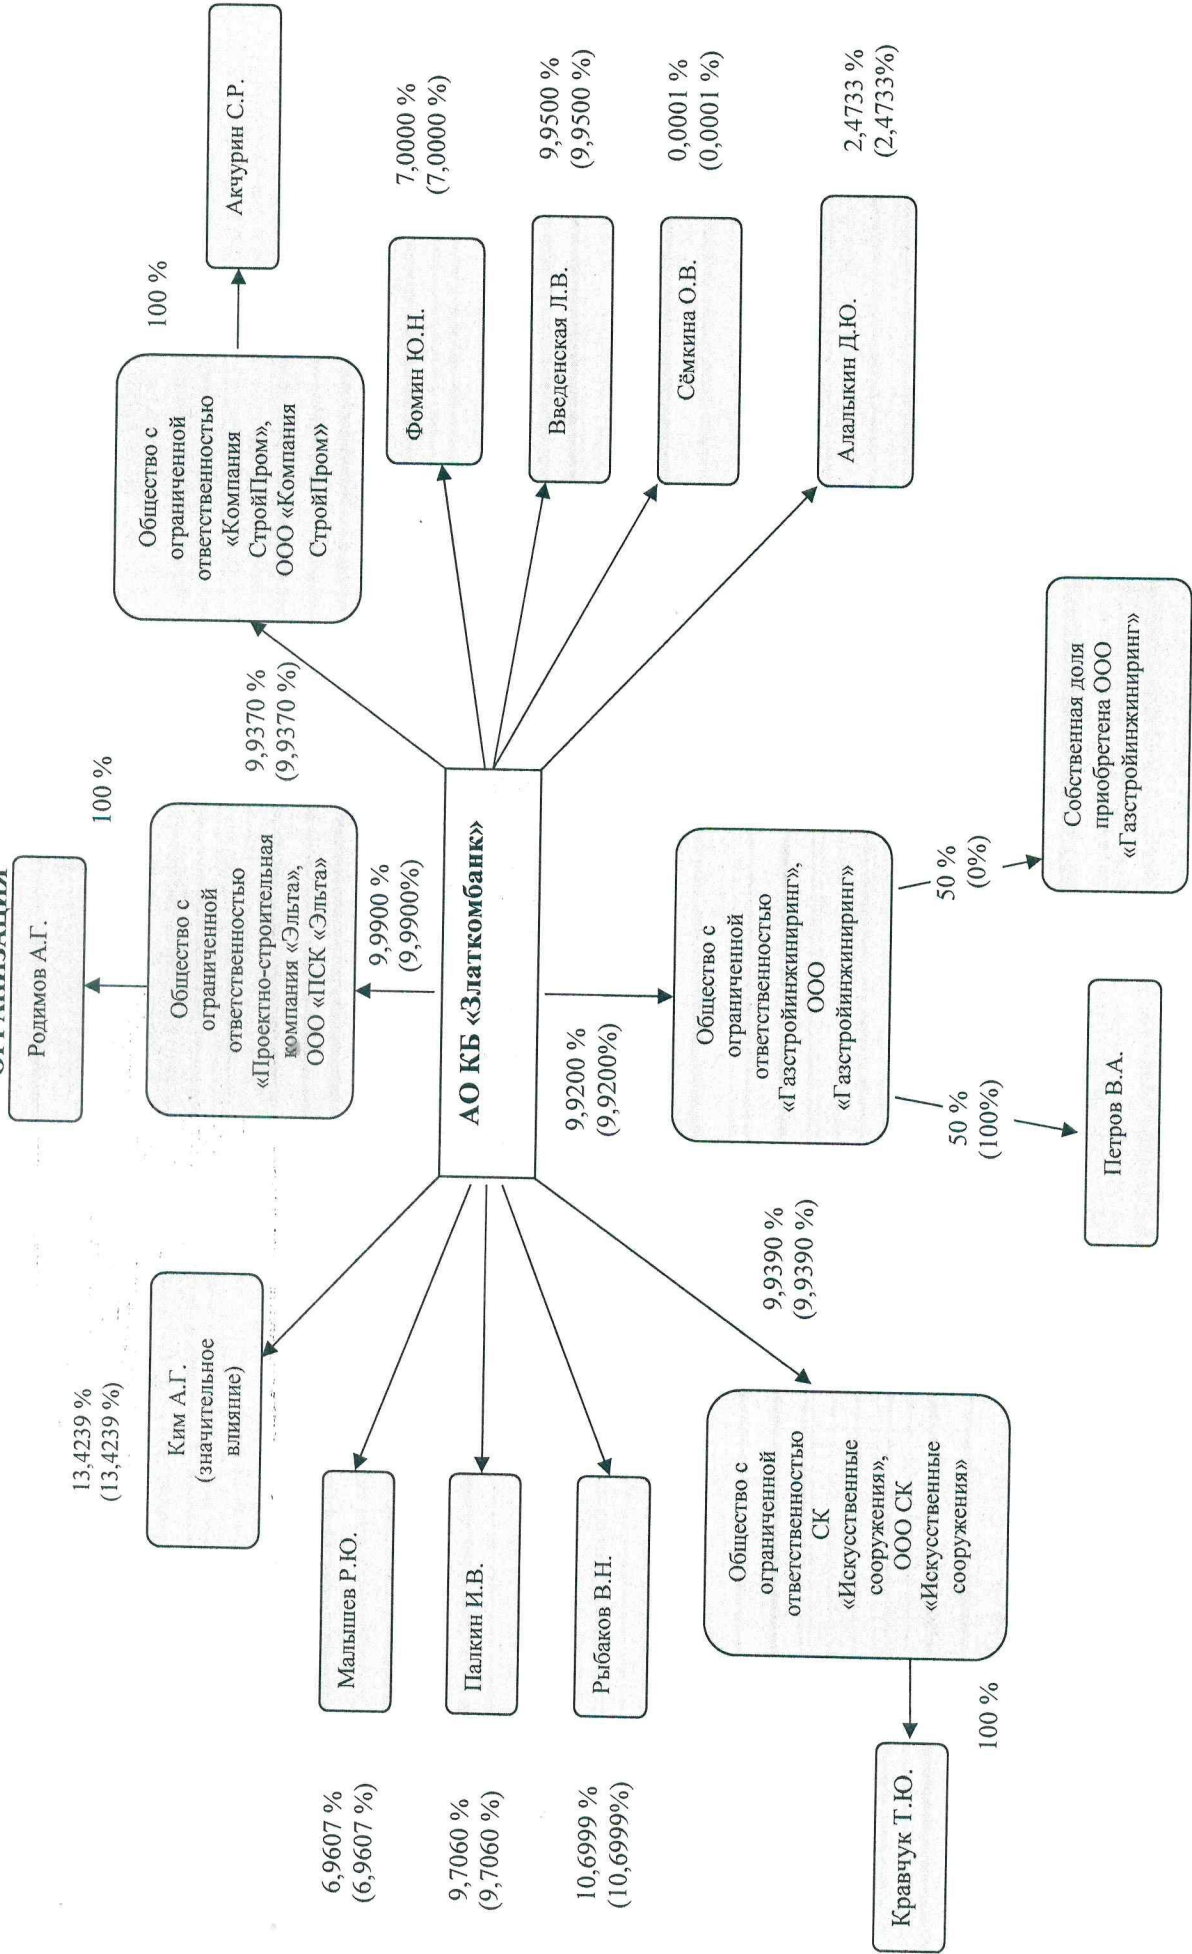 Родимов А.Г.
100 %
13,4239 %
(13,4239 %)
Ким А.Г.
(значительное
влияние)
Общество с
ограниченной
ответственностью
«Проектно-строительная
компания «Эльта»,
ООО «ПСК «Эльта»
9,9900 %
(9,9900%)
Общество с
ограниченной
ответственностью
«Компания
СтройПром»,
ООО «Компания
СтройПром»
9,9370 %
(9,9370 %)
100 %
Акчурин С.Р.
6,9607 %
(6,9607 %)
Малышев Р.Ю.
9,7060 %
(9,7060 %)
Палкин И.В.
10,6999 %
(10,6999%)
Рыбаков В.Н.
АО КБ «Златкомбанк»
Фомин Ю.Н.
7,0000 %
(7,0000 %)
Введенская Л.В.
9,9500 %
(9,9500 %)
Сёмкина О.В.
0,0001 %
(0,0001 %)
Алалыкин Д.Ю.
2,4733 %
(2,4733%)
9,9390 %
(9,9390 %)
Общество с
ограниченной
ответственностью
СК
«Искусственные
сооружения»,
ООО СК
«Искусственные
сооружения»
Кравчук Т.Ю.
100 %
9,9200 %
(9,9200%)
Общество с
ограниченной
ответственностью
«Газстройинжиниринг»,
ООО
«Газстройинжиниринг»
50 %
(100%)
Петров В.А.
50 %
(0%)
Собственная доля
приобретена ООО
«Газстройинжиниринг»